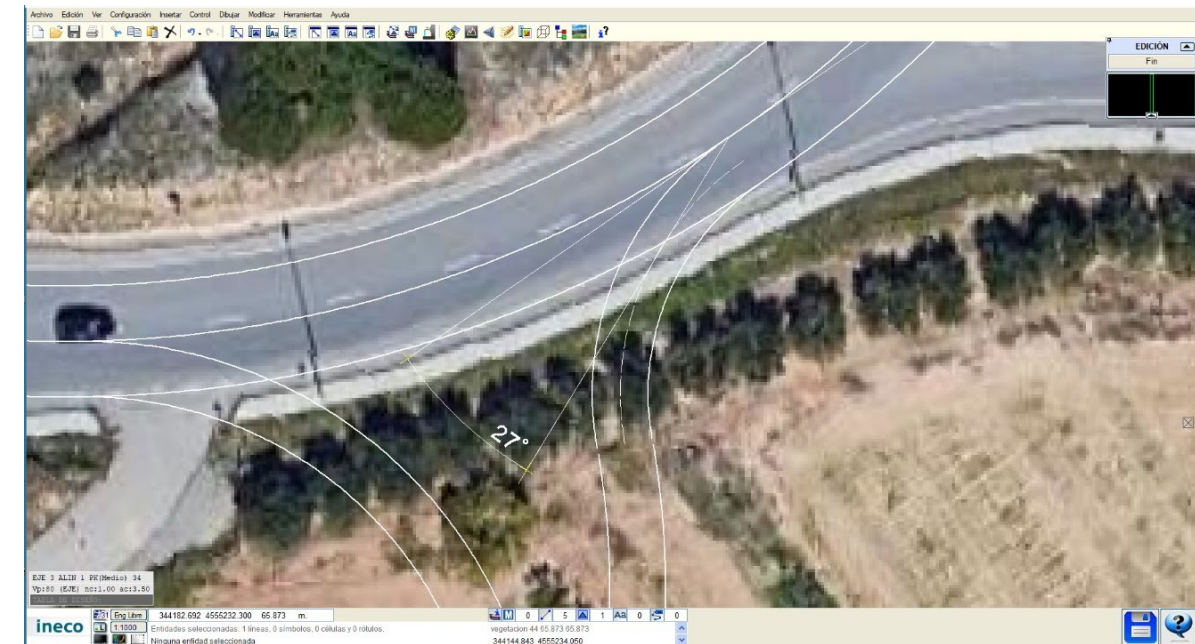 Archivo Edición Ver Configuración Insertar Control Dibujar Modificar Herramientas Ayuda
EDICIÓN
Fin
27°
EJE 3 ALIN 1 PK(Medio) 34
Vp:80 (EJE) nc:1.00 ac:3.50
ineco
Eng Libre 344182.692 4555232.300 65.873 m. 0 5 1 Aa 0 0
1:1000 Entidades seleccionadas: 1 líneas, 0 símbolos, 0 células y 0 rótulos. vegetacion 44 65.873 65.873
Ninguna entidad seleccionada 344144.843 4555234.050